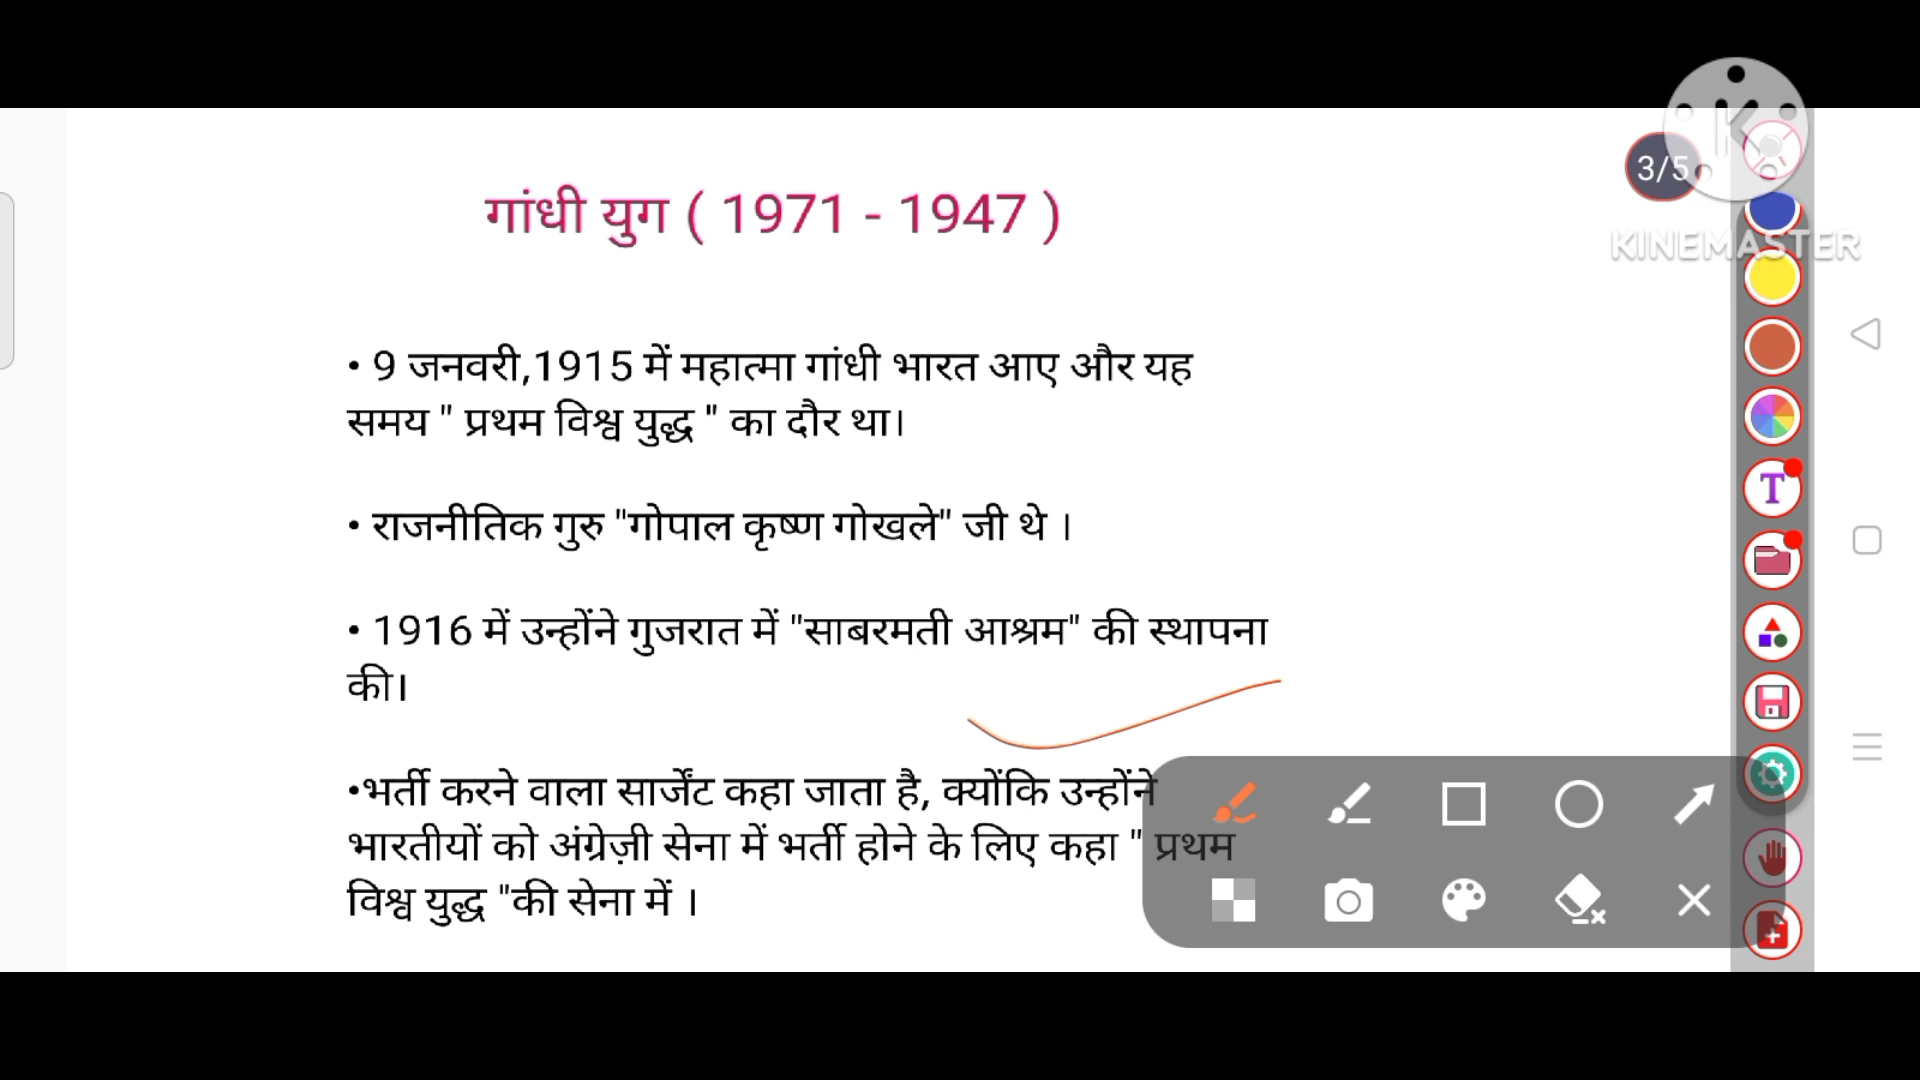 3/5
KINEMASTER
गांधी युग ( 1971 - 1947 )
• 9 जनवरी,1915 में महात्मा गांधी भारत आए और यह
समय " प्रथम विश्व युद्ध " का दौर था।
• राजनीतिक गुरु "गोपाल कृष्ण गोखले" जी थे ।
• 1916 में उन्होंने गुजरात में "साबरमती आश्रम" की स्थापना
की।
•भर्ती करने वाला सार्जेंट कहा जाता है, क्योंकि उन्होंने
भारतीयों को अंग्रेज़ी सेना में भर्ती होने के लिए कहा " प्रथम
विश्व युद्ध "की सेना में ।